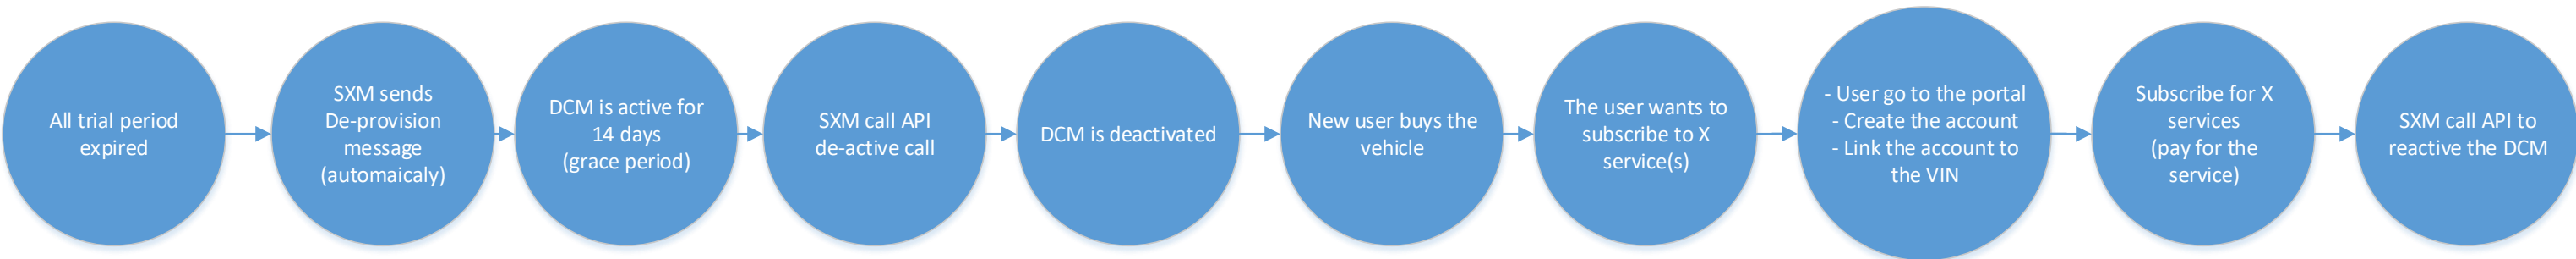 All trial period
expired
SXM sends
De-provision
message
(automaicaly)
DCM is active for
14 days
(grace period)
SXM call API
de-active call
DCM is deactivated
New user buys the
vehicle
The user wants to
subscribe to X
service(s)
- User go to the portal
- Create the account
- Link the account to
the VIN
Subscribe for X
services
(pay for the
service)
SXM call API to
reactive the DCM